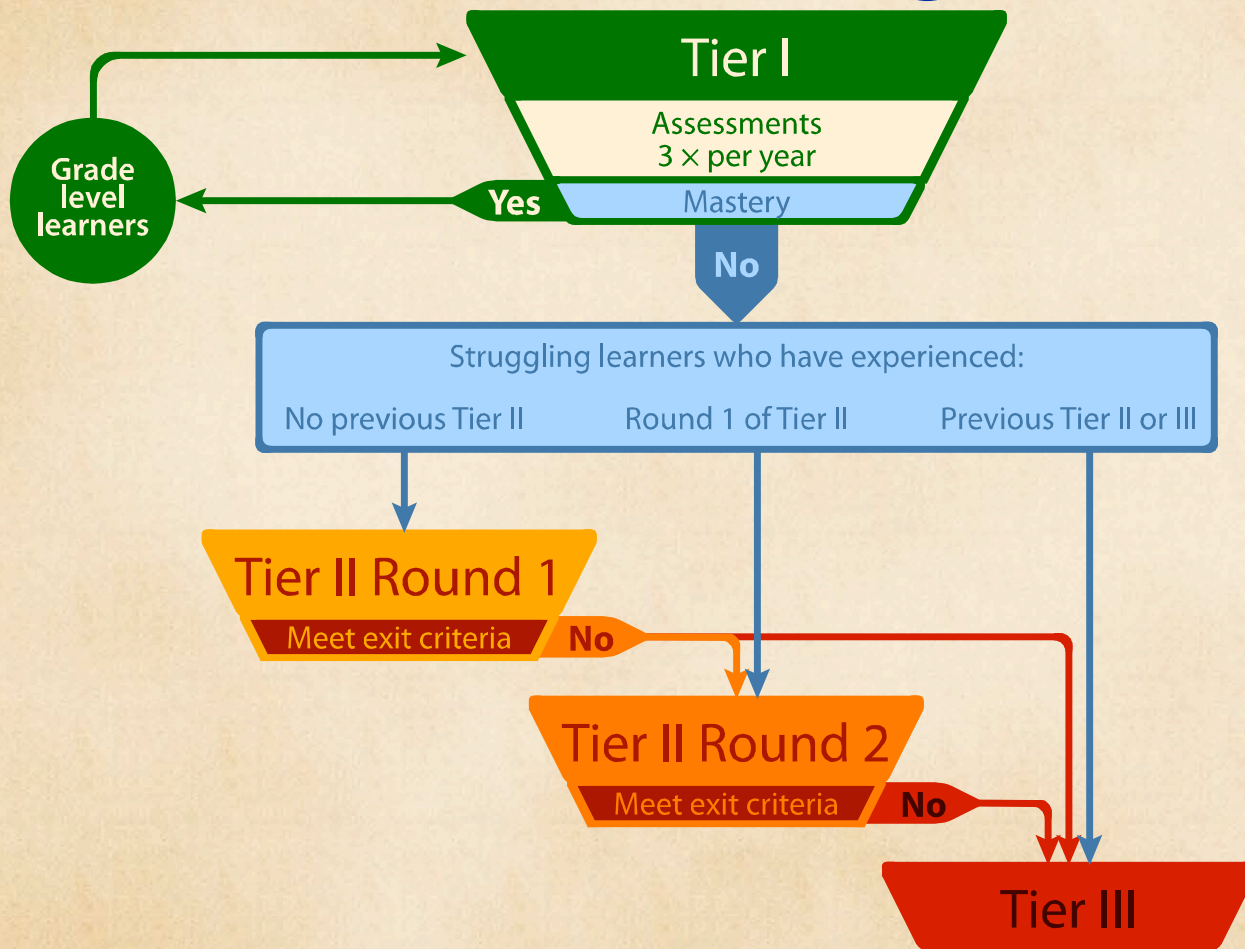 Tier I
Assessments
3 × per year
Grade
level
learners
Yes
Mastery
No
Struggling learners who have experienced:
No previous Tier II
Round 1 of Tier II
Previous Tier II or III
Tier II Round 1
Meet exit criteria
No
Tier II Round 2
Meet exit criteria
No
Tier III